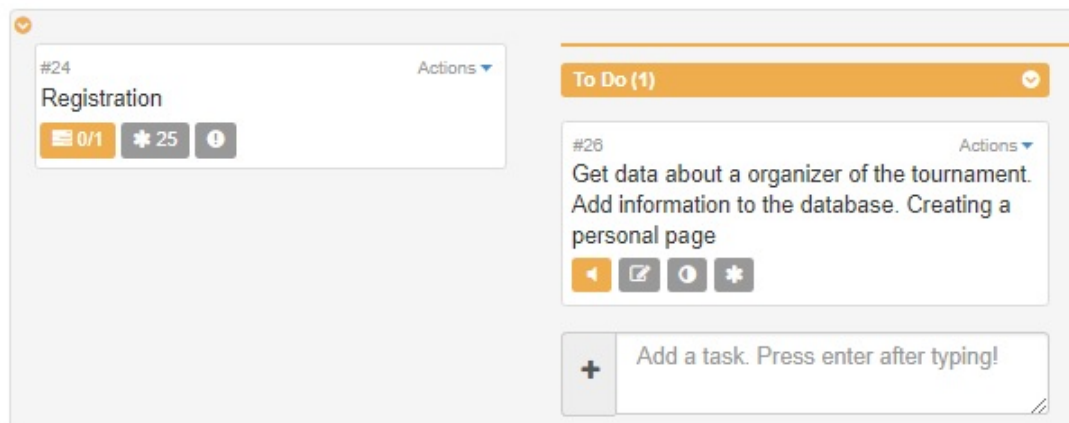 #24 Actions
Registration
0/1 25
To Do (1)
#26 Actions
Get data about a organizer of the tournament.
Add information to the database. Creating a
personal page
Add a task. Press enter after typing!